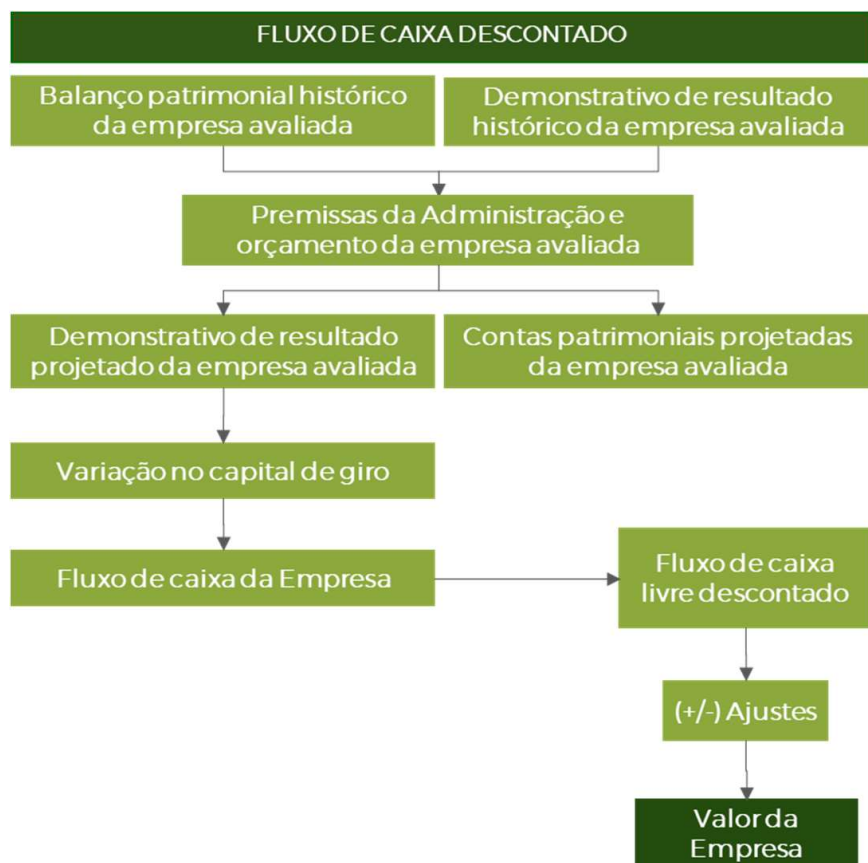 FLUXO DE CAIXA DESCONTADO
Balanço patrimonial histórico
da empresa avaliada
Demonstrativo de resultado
histórico da empresa avaliada
Premissas da Administração e
orçamento da empresa avaliada
Demonstrativo de resultado
projetado da empresa avaliada
Contas patrimoniais projetadas
da empresa avaliada
Variação no capital de giro
Fluxo de caixa da Empresa
Fluxo de caixa
livre descontado
(+/-) Ajustes
Valor da
Empresa